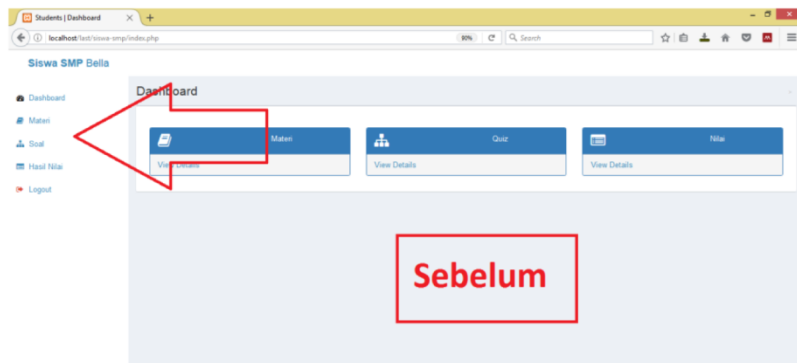 Students | Dashboard
localhost/last/siswa-smp/index.php
80%
Search
Siswa SMP Bella
Dashboard
Materi
Soal
Hasil Nilai
Logout
Dashboard
Materi
View Details
Quiz
View Details
Nilai
View Details
Sebelum